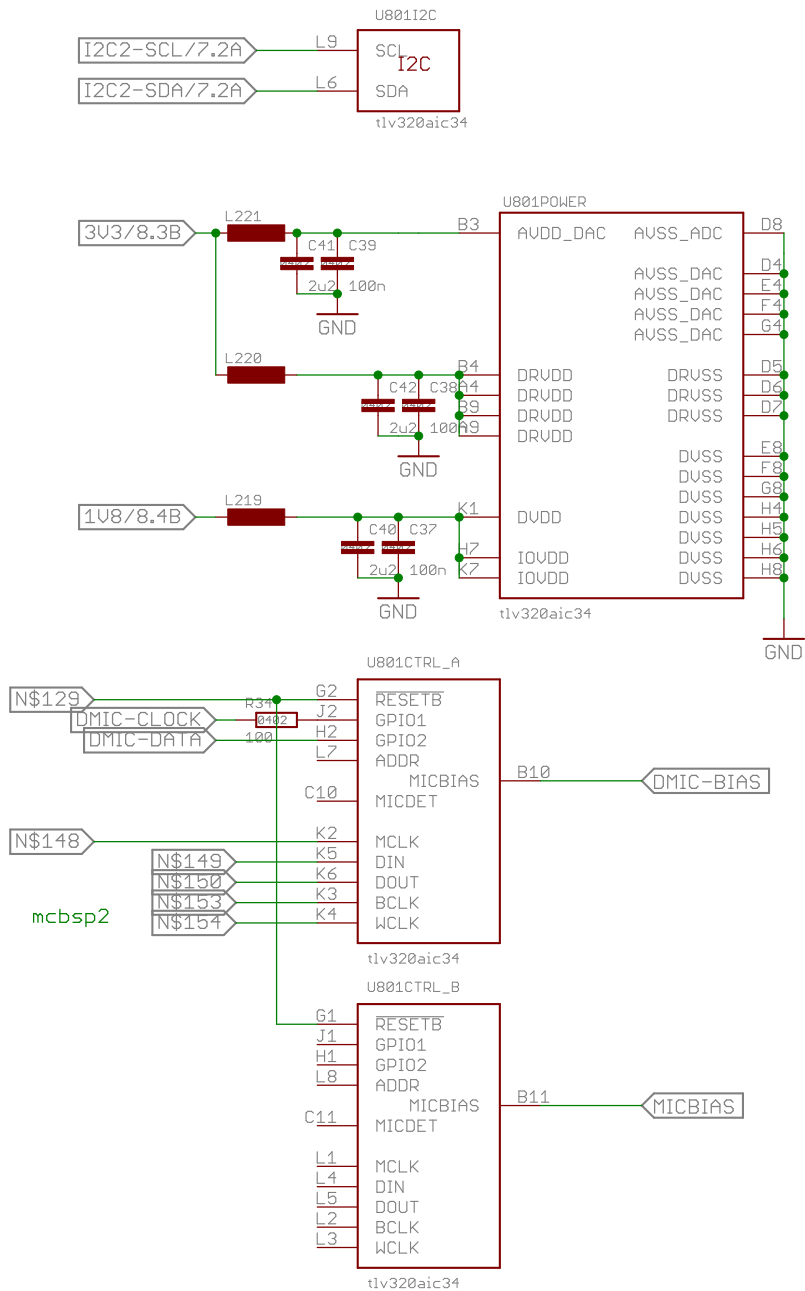 U801I2C
I2C2-SCL/7.2A L9 SCL
I2C
I2C2-SDA/7.2A L6 SDA
tlv320aic34
U801POWER
3V3/8.3B L221 B3 AVDD_DAC AVSS_ADC D8
C41 C39
0402 0402
2u2 100n
GND
AVSS_DAC D4
AVSS_DAC E4
AVSS_DAC F4
AVSS_DAC G4
L220 B4 DRVDD DRVSS D5
C42 C38 A4 DRVDD DRVSS D6
0402 0402 B9 DRVDD DRVSS D7
2u2 100n A9 DRVDD
GND
DVSS E8
DVSS F8
DVSS G8
1V8/8.4B L219 K1 DVDD DVSS H4
C40 C37 DVSS H5
0402 0402 H7 IOVDD DVSS H6
2u2 100n K7 IOVDD DVSS H8
GND
tlv320aic34
GND
U801CTRL_A
N$129 G2 RESETB
R34
DMIC-CLOCK 0402 J2 GPIO1
100
DMIC-DATA H2 GPIO2
L7 ADDR
MICBIAS B10 DMIC-BIAS
C10 MICDET
N$148 K2 MCLK
N$149 K5 DIN
N$150 K6 DOUT
N$153 K3 BCLK
mcbsp2
N$154 K4 WCLK
tlv320aic34
U801CTRL_B
G1 RESETB
J1 GPIO1
H1 GPIO2
L8 ADDR
MICBIAS B11 MICBIAS
C11 MICDET
L1 MCLK
L4 DIN
L5 DOUT
L2 BCLK
L3 WCLK
tlv320aic34